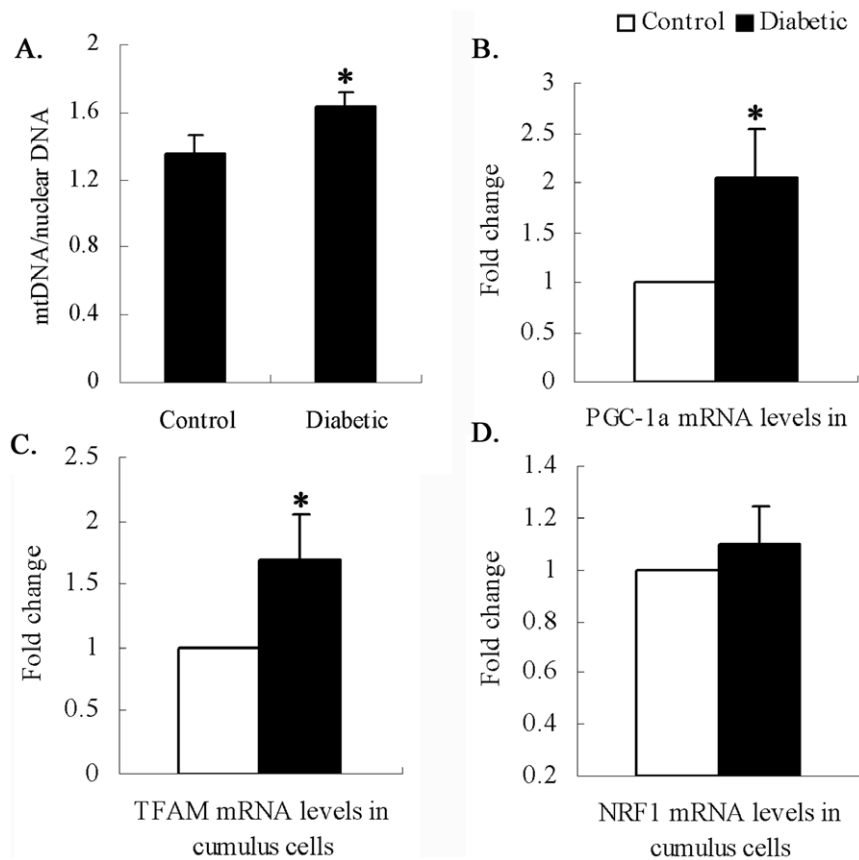 Control Diabetic
A.
mtDNA/nuclear DNA
2
1.6
1.2
0.8
0.4
0
*
Control Diabetic
B.
Fold change
3
2.5
2
1.5
1
0.5
0
*
PGC-1a mRNA levels in
C.
Fold change
2.5
2
1.5
1
0.5
0
*
TFAM mRNA levels in
cumulus cells
D.
Fold change
1.4
1.2
1
0.8
0.6
0.4
0.2
NRF1 mRNA levels in
cumulus cells